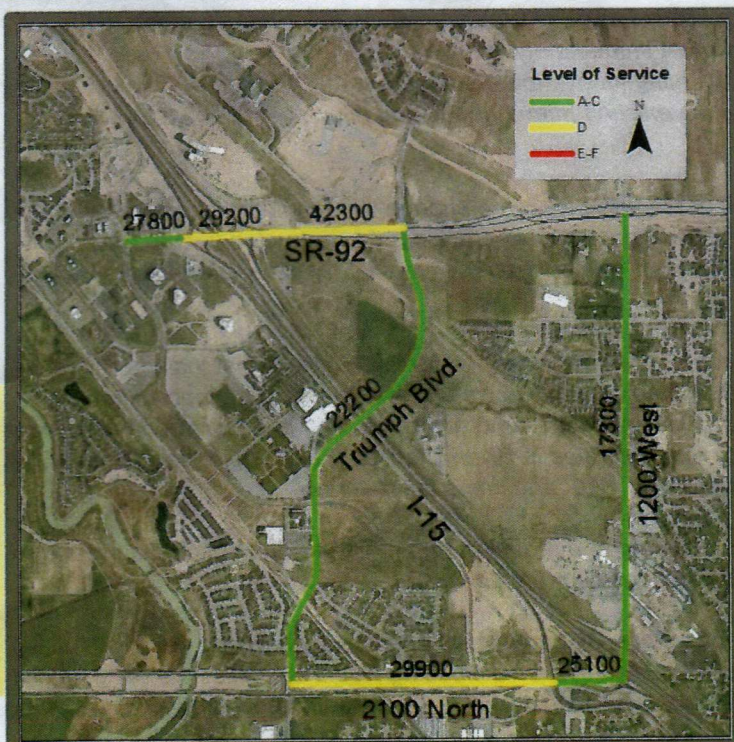 Level of Service
A-C
N
D
E-F
27800
29200
42300
SR-92
22200
Triumph Blvd.
17300
1200 West
I-15
29900
25100
2100 North